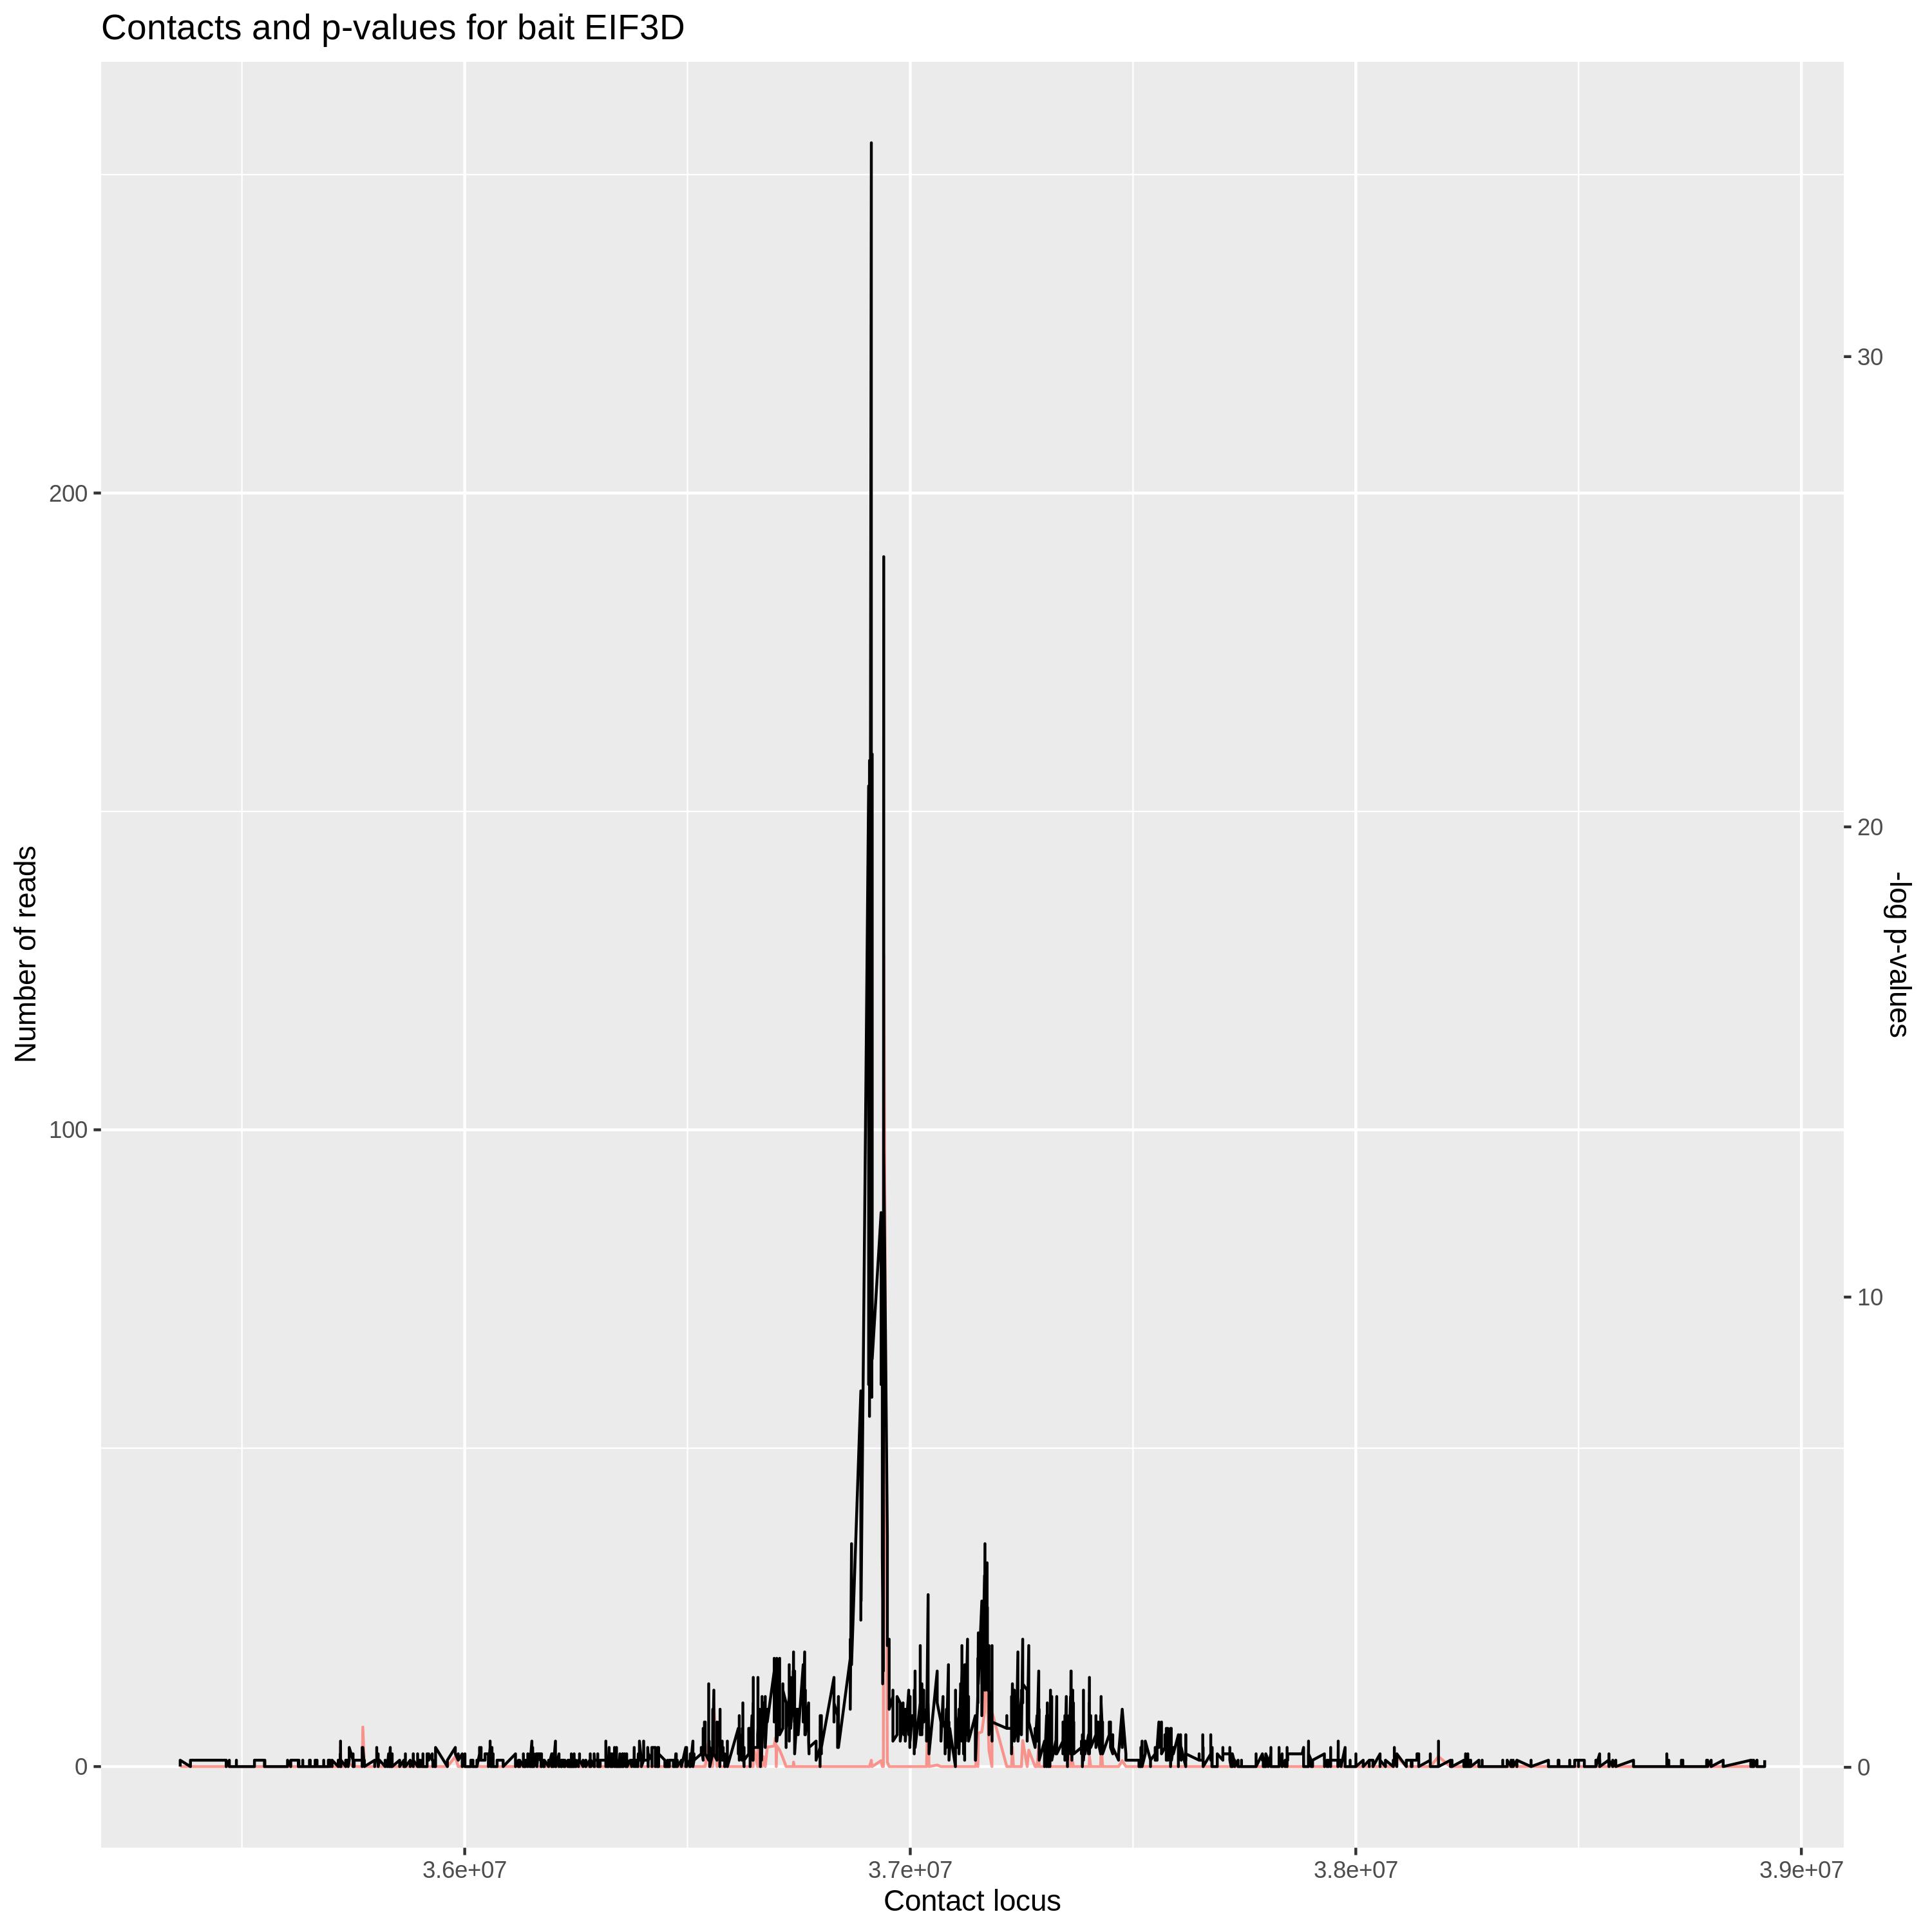 Contacts and p-values for bait EIF3D
Number of reads
200
100
0
30
20
10
0
-log p-values
3.6e+07
3.7e+07
3.8e+07
3.9e+07
Contact locus